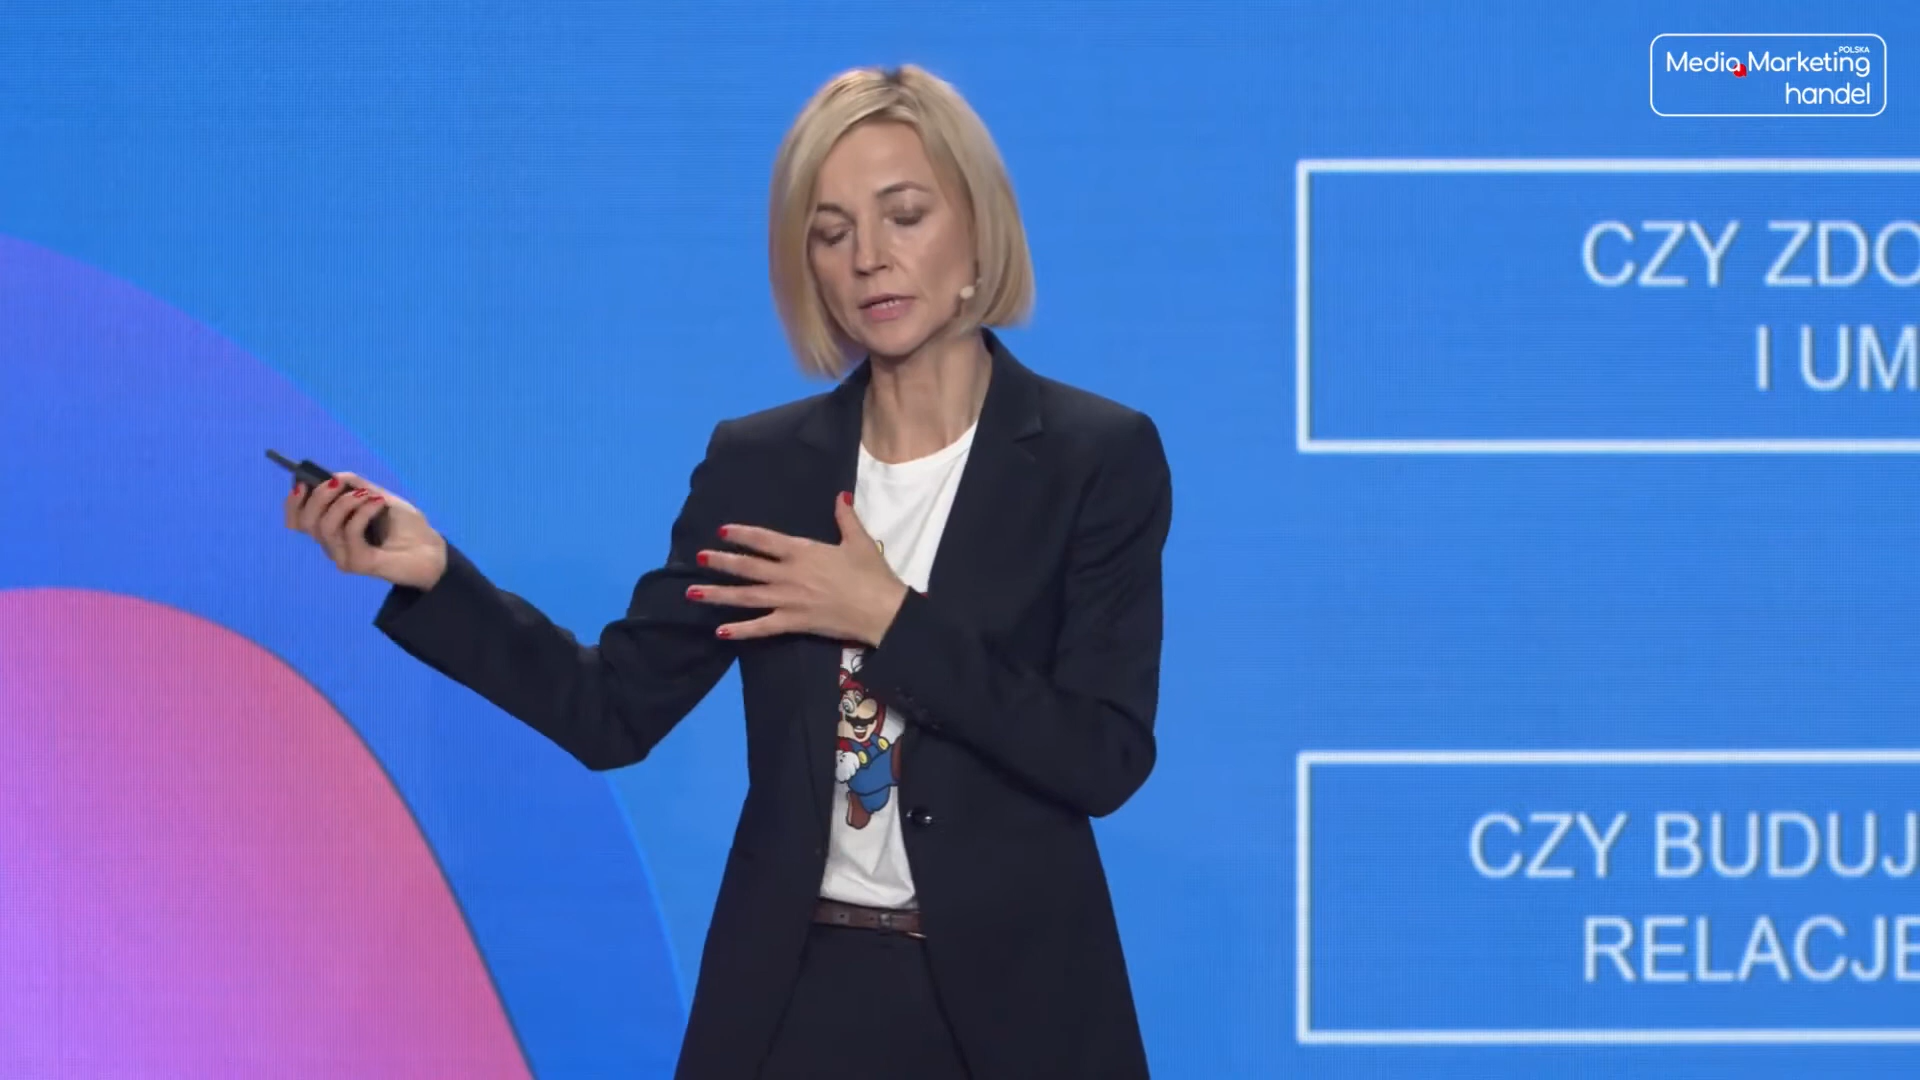 POLSKA
Media Marketing
handel
CZY ZDO
I UM
CZY BUDUJ
RELACJE